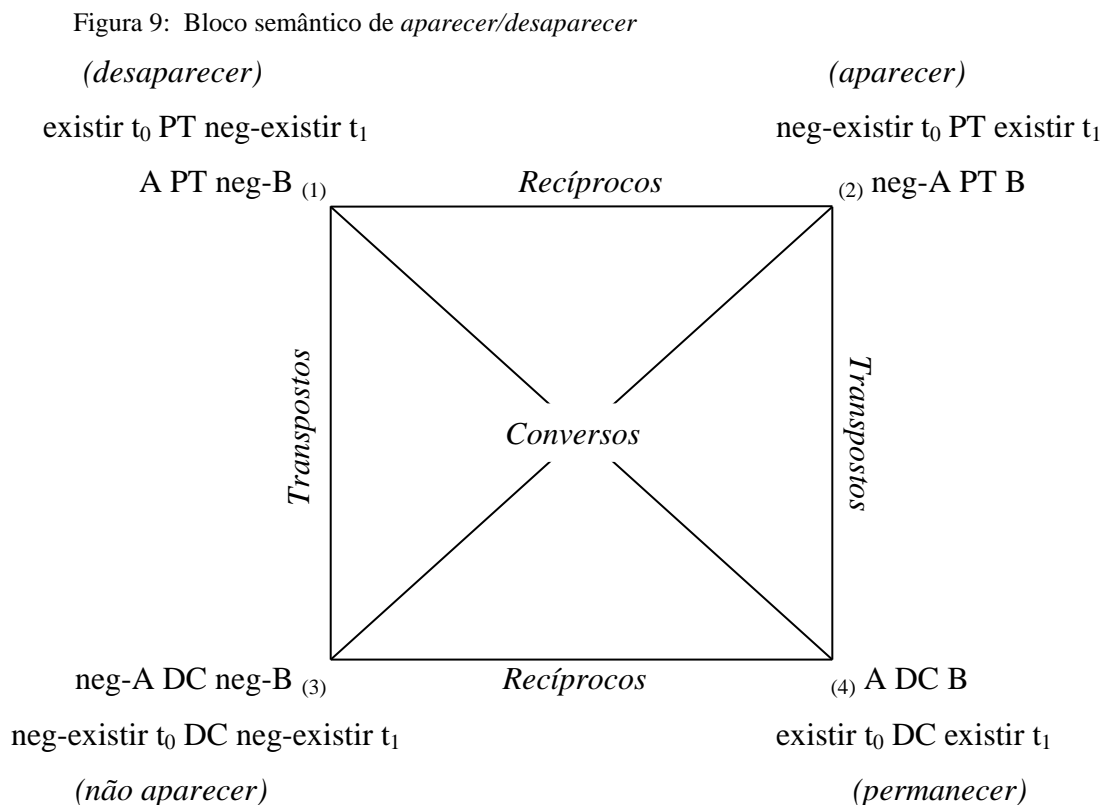 Figura 9: Bloco semântico de aparecer/desaparecer
(desaparecer) (aparecer)
existir t₀ PT neg-existir t₁ neg-existir t₀ PT existir t₁
A PT neg-B (1) Recíprocos (2) neg-A PT B
Transpostos
Transpostos
Conversos
neg-A DC neg-B (3) Recíprocos (4) A DC B
neg-existir t₀ DC neg-existir t₁ existir t₀ DC existir t₁
(não aparecer) (permanecer)